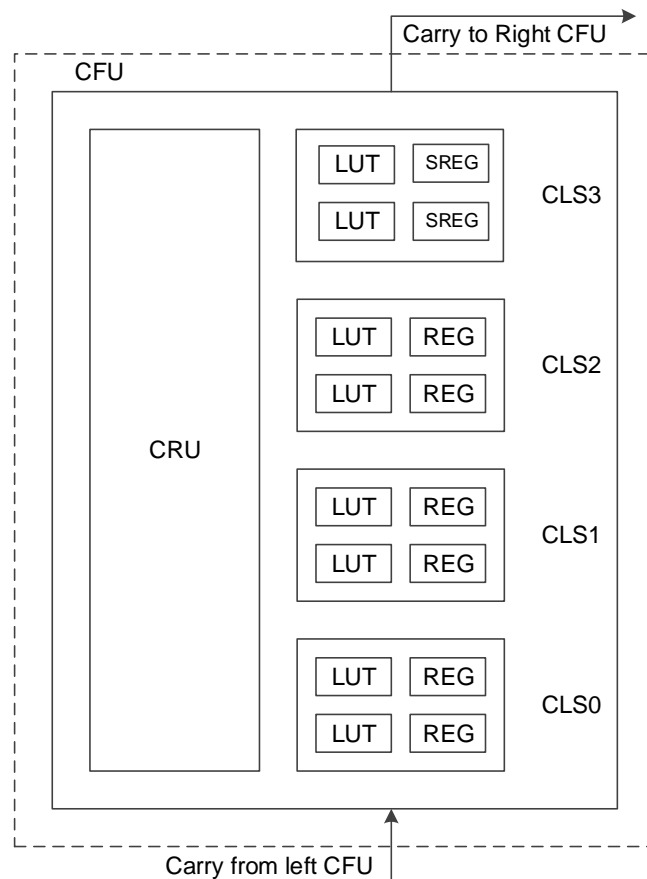 Carry to Right CFU
CFU
LUT SREG
CLS3
LUT SREG
LUT REG
CLS2
LUT REG
CRU
LUT REG
CLS1
LUT REG
LUT REG
CLS0
LUT REG
Carry from left CFU